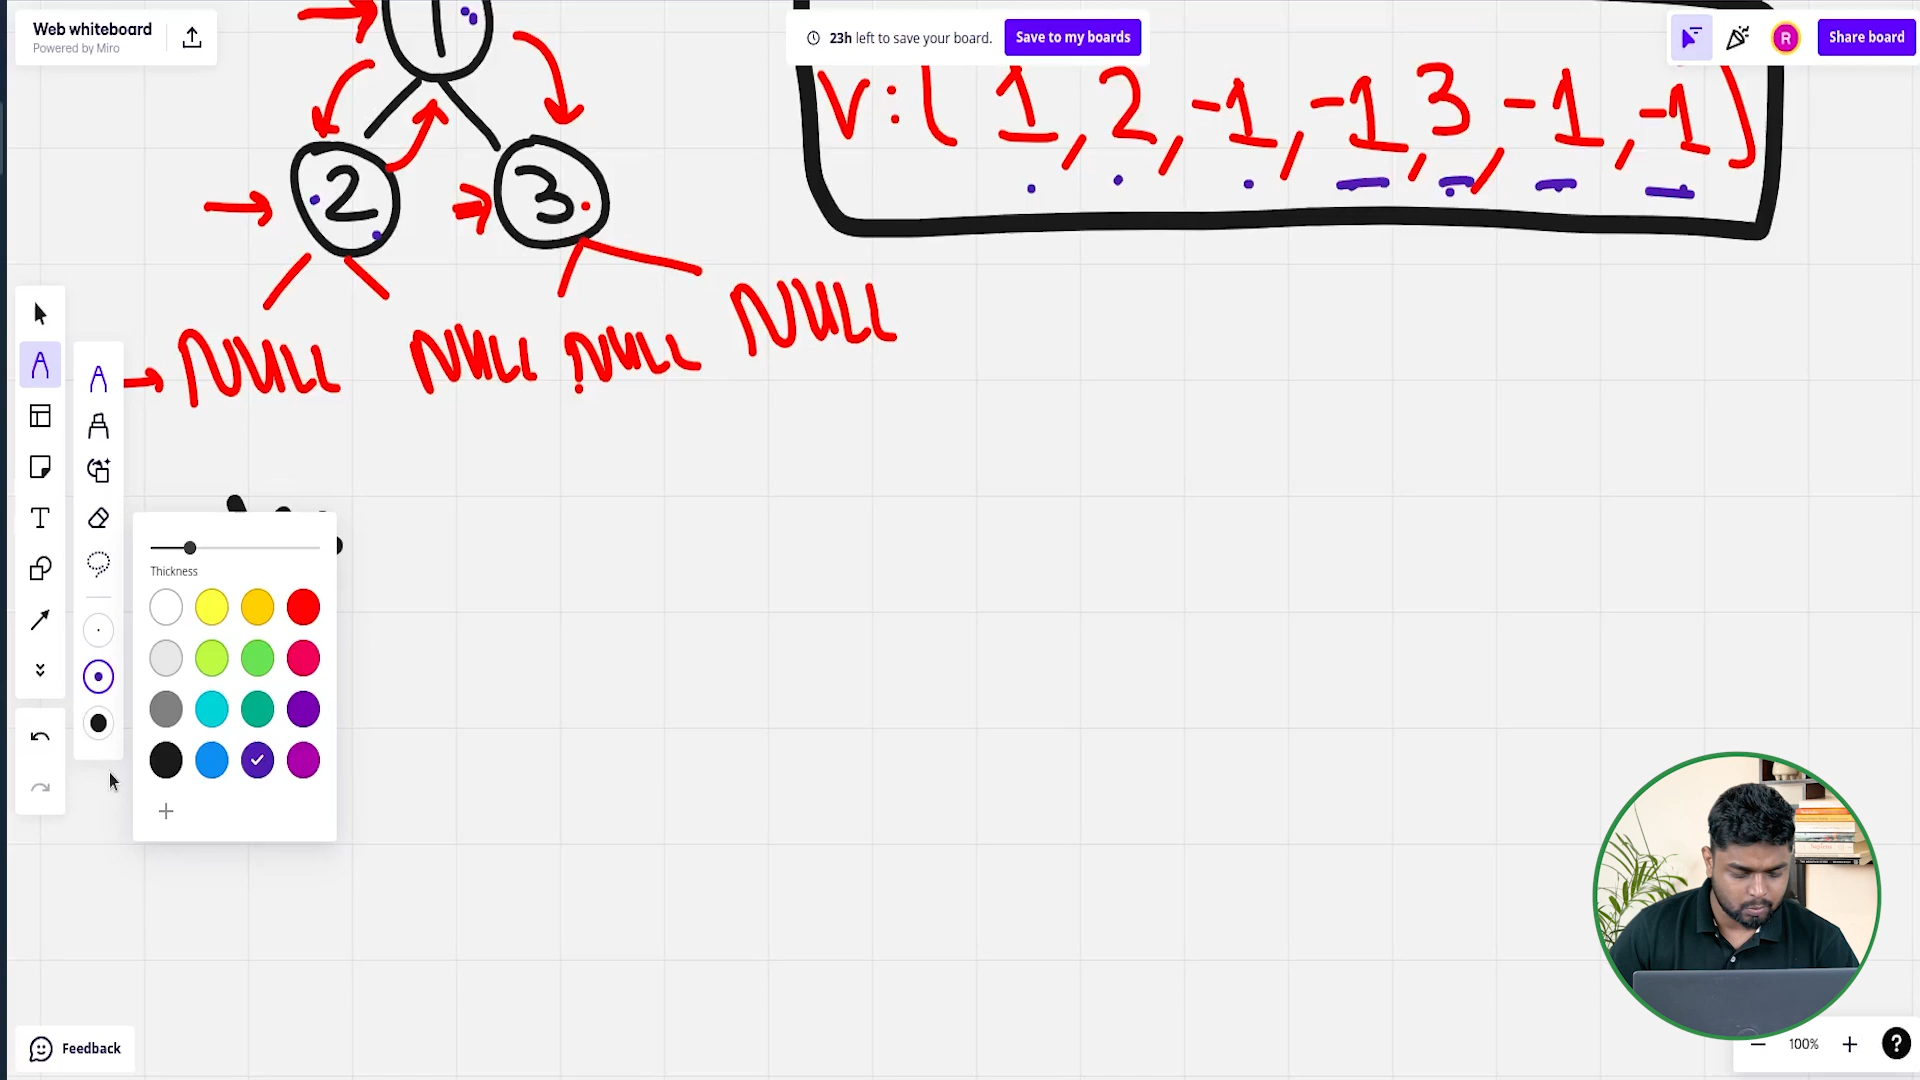 Web whiteboard
Powered by Miro
23h left to save your board.
Save to my boards
R
Share board
1
V: ( 1, 2, -1, -1, 3, -1, -1 )
2
3
NULL
NULL
NULL
NULL
Thickness
Feedback
100%
?